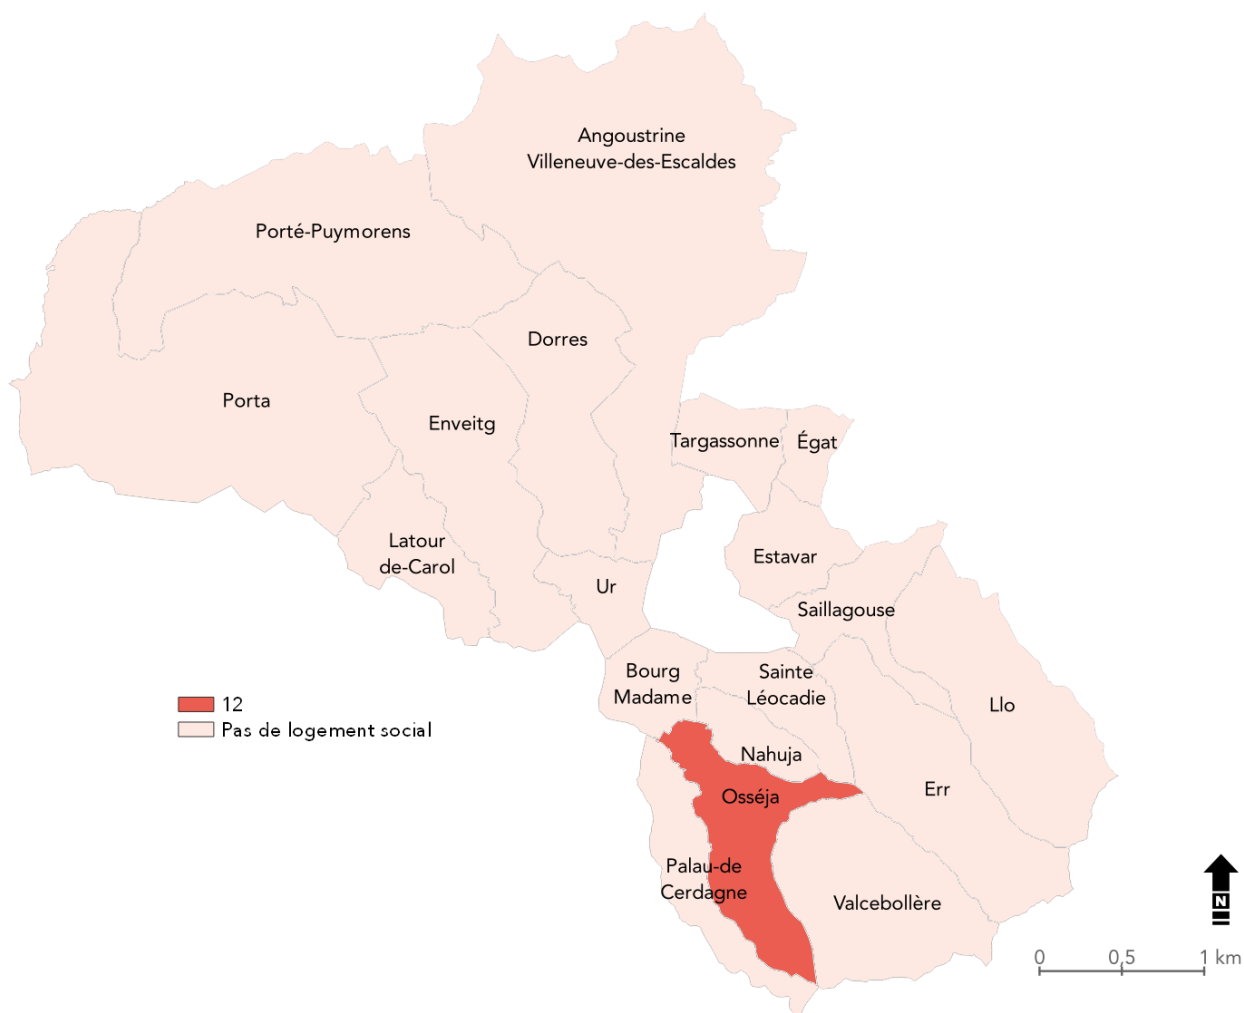 Angoustrine
Villeneuve-des-Escaldes
Porté-Puymorens
Dorres
Porta
Enveitg
Targassonne
Égat
Latour
de-Carol
Estavar
Ur
Saillagouse
Bourg
Madame
Sainte
Léocadie
Llo
12
Pas de logement social
Nahuja
Err
Osséja
Palau-de
Cerdagne
Valcebollère
N
0
0,5
1 km